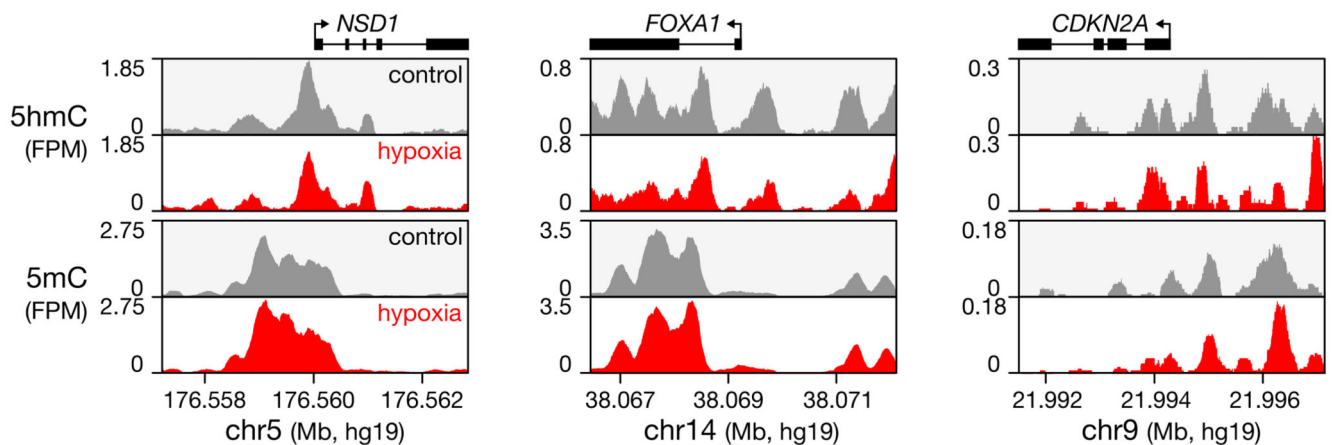 NSD1 FOXA1 CDKN2A
5hmC
(FPM)
1.85 control 0.8 0.3
0 0 0
1.85 hypoxia 0.8 0.3
0 0 0
5mC
(FPM)
2.75 control 3.5 0.18
0 0 0
2.75 hypoxia 3.5 0.18
0 0 0
176.558 176.560 176.562 38.067 38.069 38.071 21.992 21.994 21.996
chr5 (Mb, hg19) chr14 (Mb, hg19) chr9 (Mb, hg19)